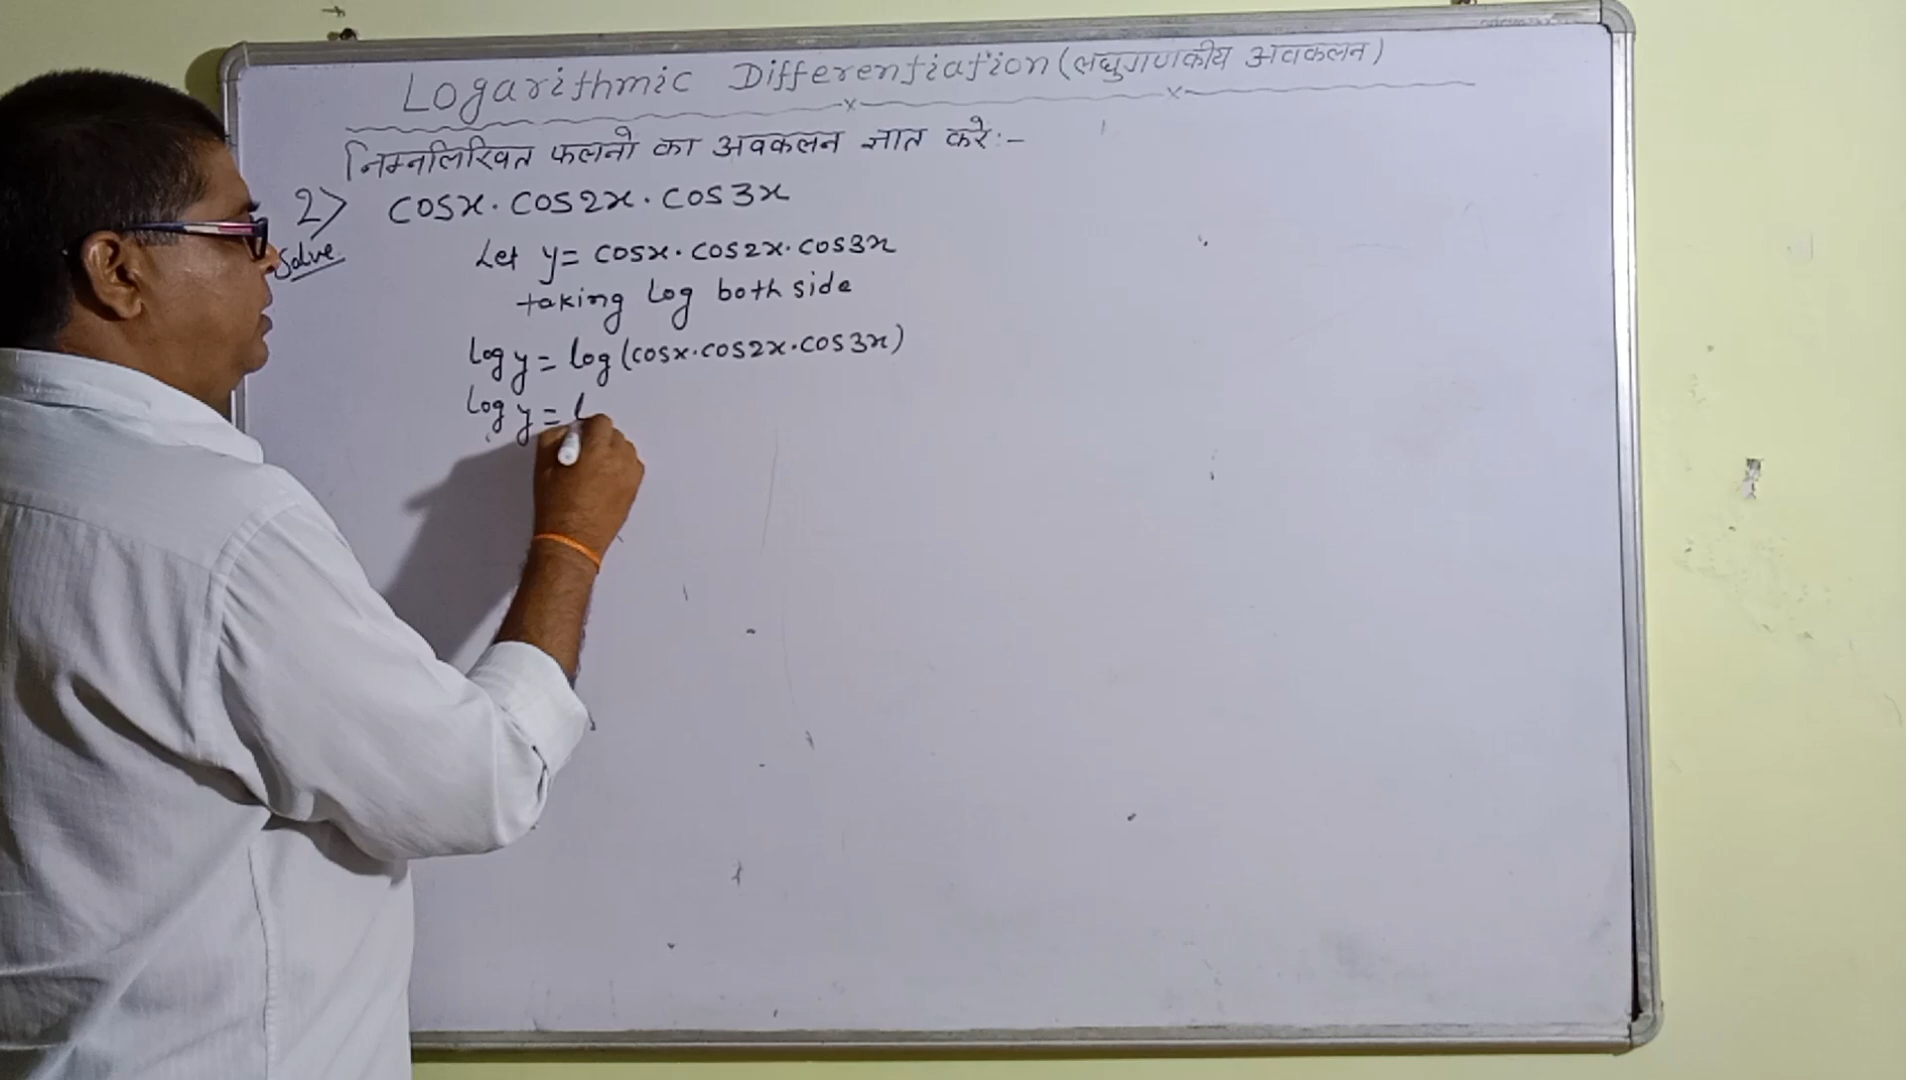 Logarithmic Differentiation (लघुगणकीय अवकलन)
निम्नलिखित फलनो का अवकलन ज्ञात करे:-
2) cosx. cos2x. cos3x
Solve. Let y= cosx. cos2x. cos3x
taking Log both side
Log y = Log (cosx.cos2x.cos3x)
Log y = L